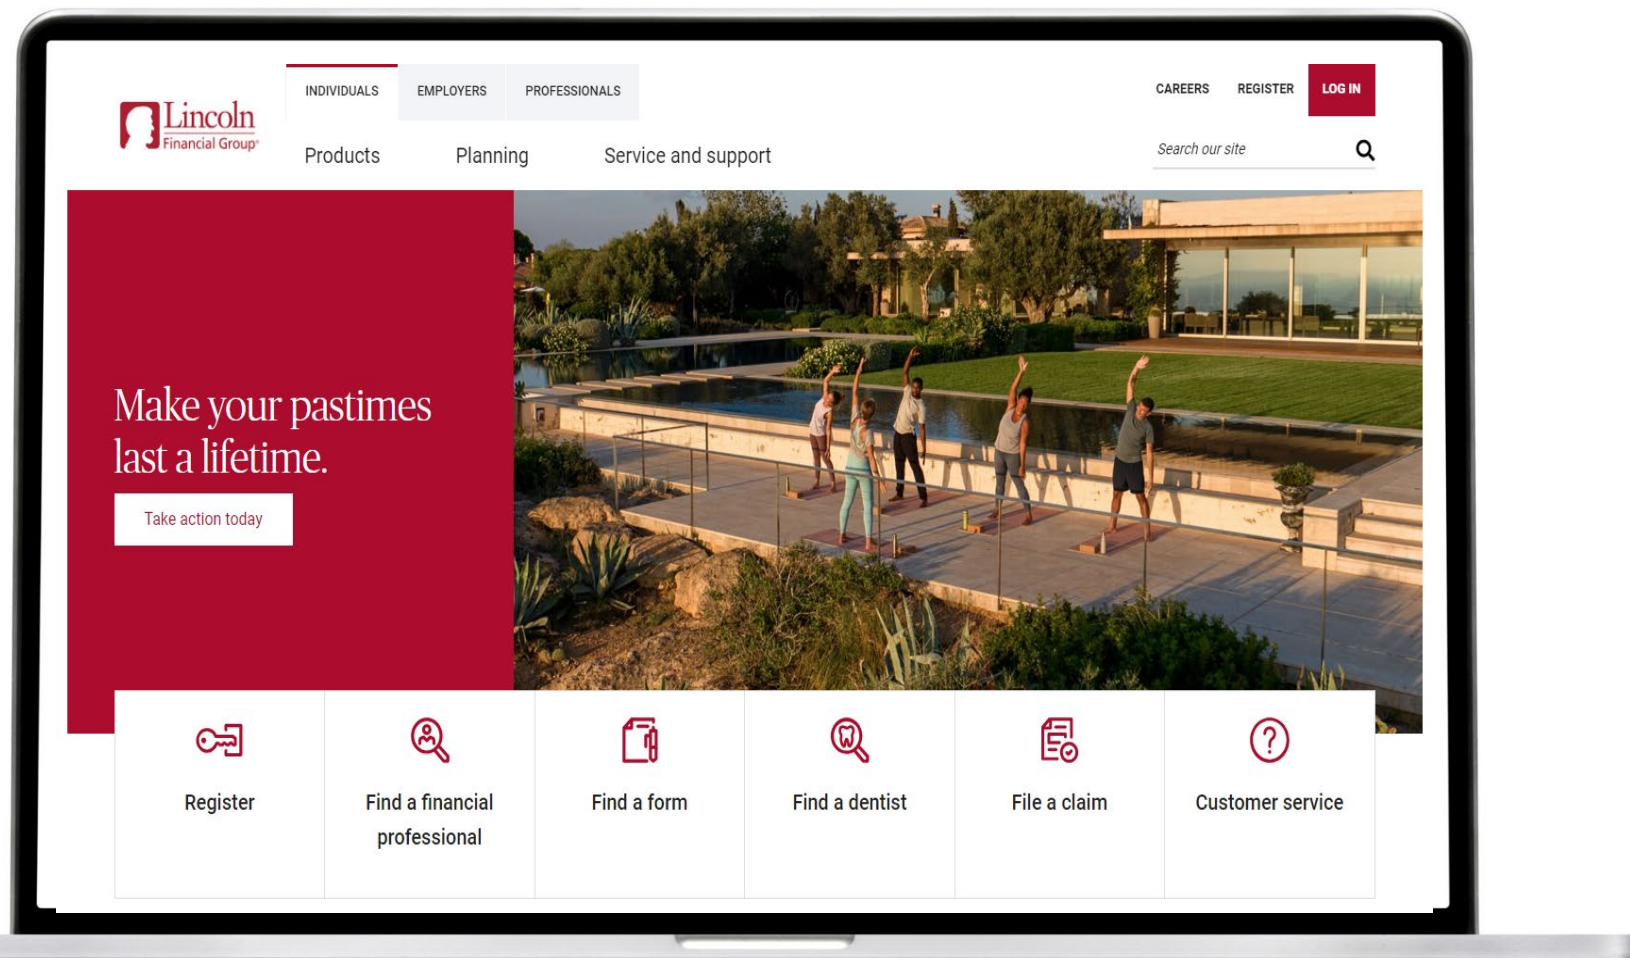 INDIVIDUALS EMPLOYERS PROFESSIONALS
CAREERS REGISTER LOG IN
Lincoln
Financial Group®
Products Planning Service and support
Search our site
Make your pastimes
last a lifetime.
Take action today
Register
Find a financial
professional
Find a form
Find a dentist
File a claim
Customer service